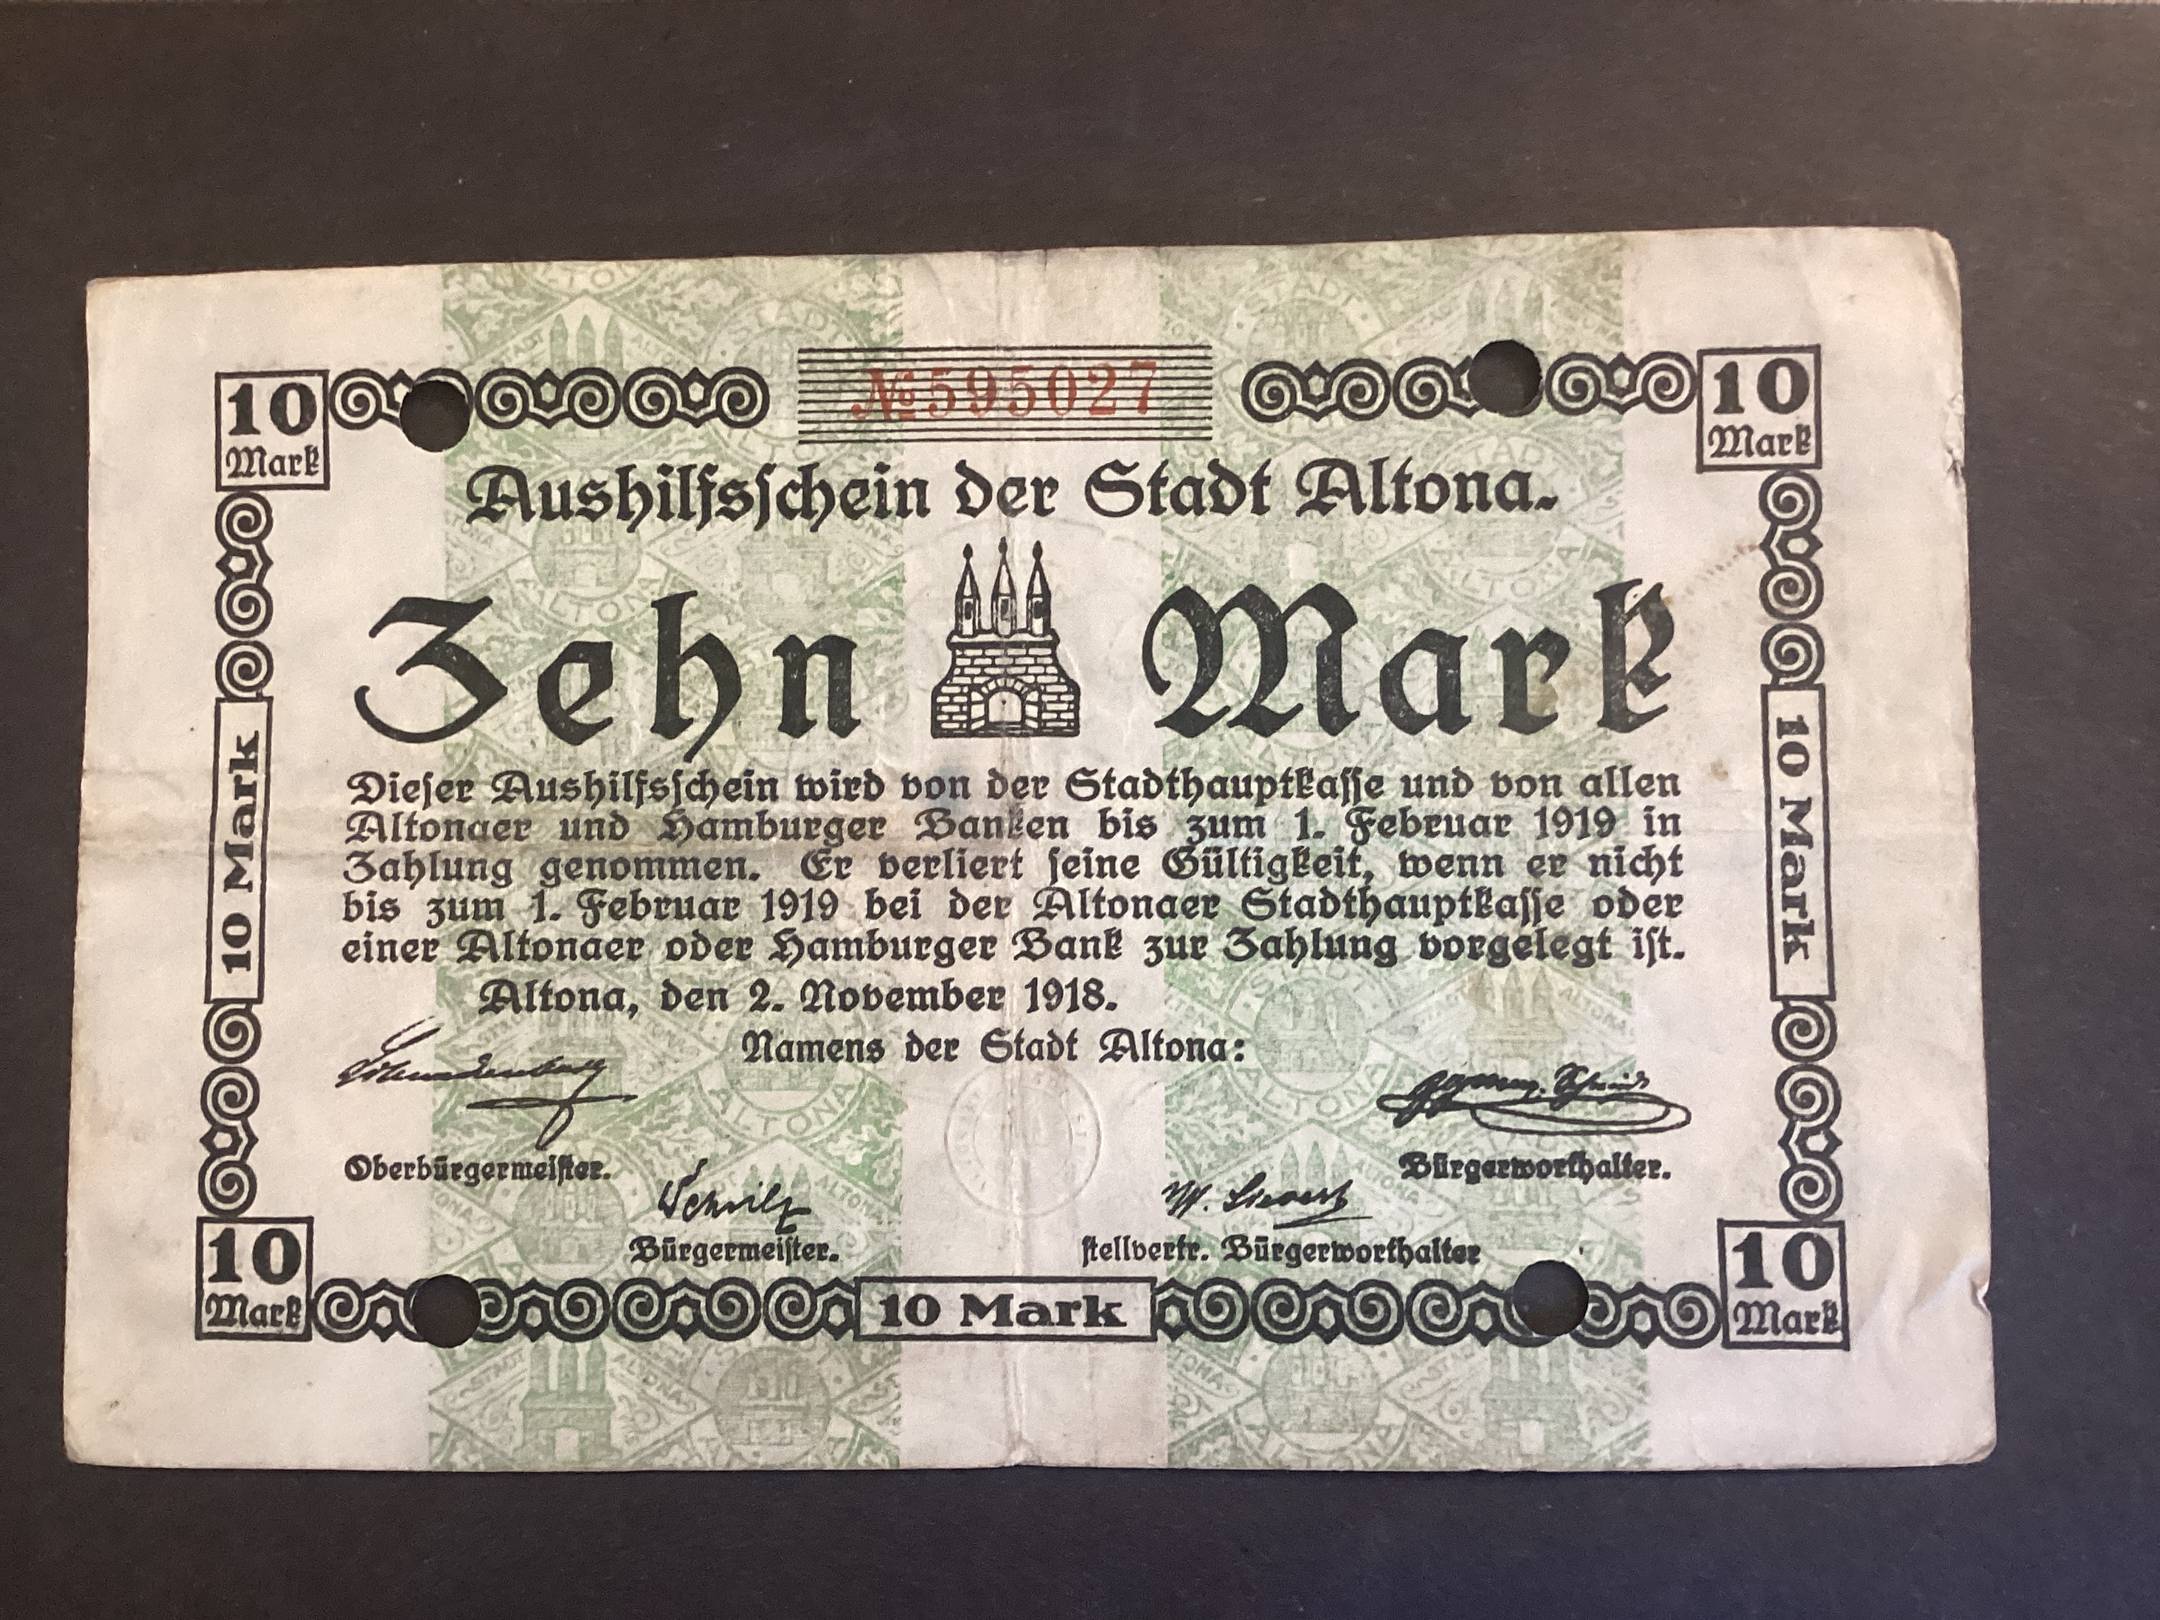 10 Mark
№ 595027
10 Mark
Aushilfsschein der Stadt Altona.
Zehn Mark
Dieser Aushilfsschein wird von der Stadthauptkasse und von allen
Altonaer und Hamburger Banken bis zum 1. Februar 1919 in
Zahlung genommen. Er verliert seine Gültigkeit, wenn er nicht
bis zum 1. Februar 1919 bei der Altonaer Stadthauptkasse oder
einer Altonaer oder Hamburger Bank zur Zahlung vorgelegt ist.
Altona, den 2. November 1918.
Namens der Stadt Altona:
10 Mark
10 Mark
Oberbürgermeister.
Bürgerworthalter.
Bürgermeister.
stellvertr. Bürgerworthalter
10 Mark
10 Mark
10 Mark
STADT ALTONA